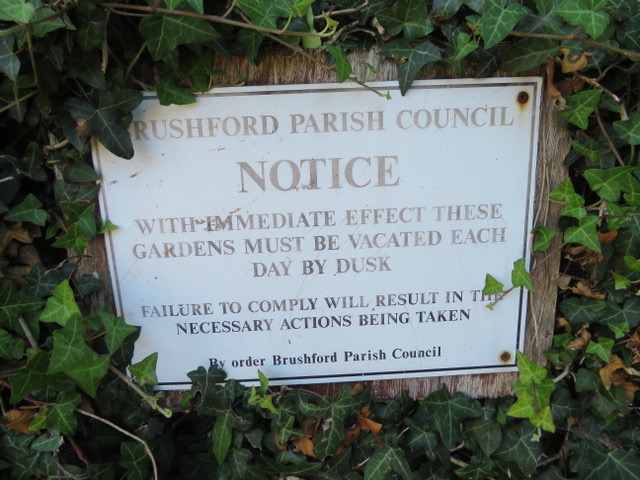 BRUSHFORD PARISH COUNCIL
NOTICE
WITH IMMEDIATE EFFECT THESE
GARDENS MUST BE VACATED EACH
DAY BY DUSK
FAILURE TO COMPLY WILL RESULT IN THE
NECESSARY ACTIONS BEING TAKEN
By order Brushford Parish Council